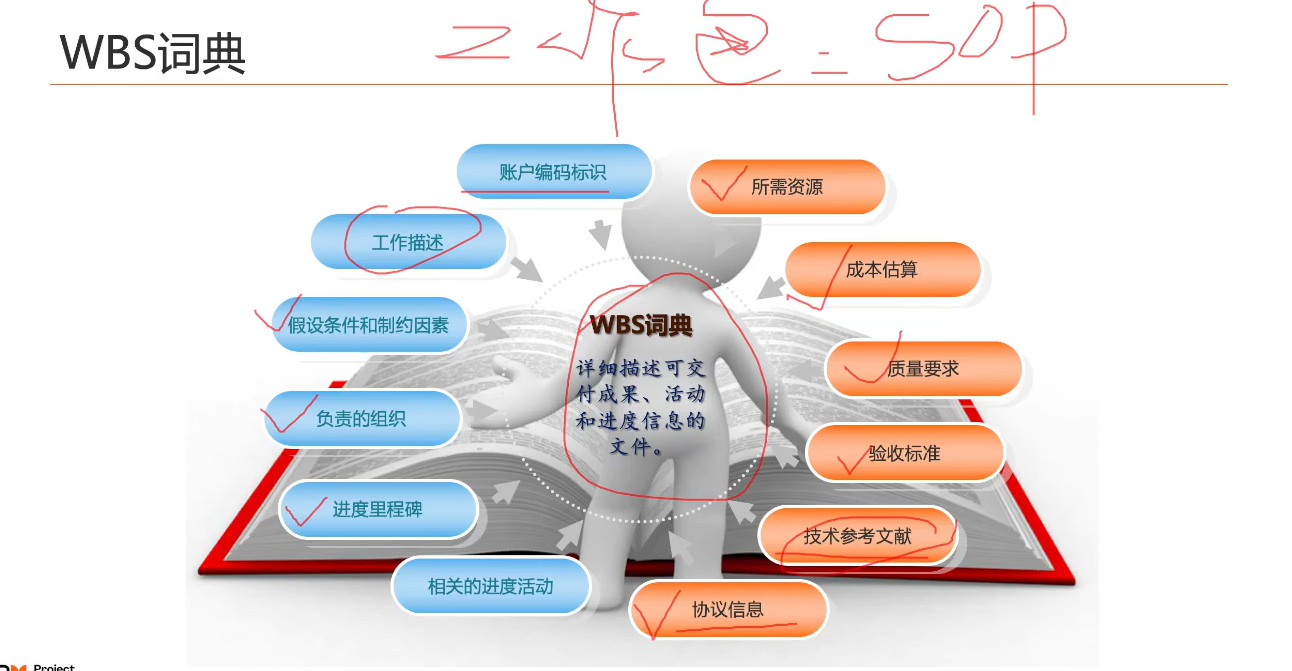 WBS词典
工作包 = SOP
账户编码标识
所需资源
工作描述
成本估算
假设条件和制约因素
WBS词典
详细描述可交
付成果、活动
和进度信息的
文件。
质量要求
负责的组织
验收标准
进度里程碑
技术参考文献
相关的进度活动
协议信息
Project